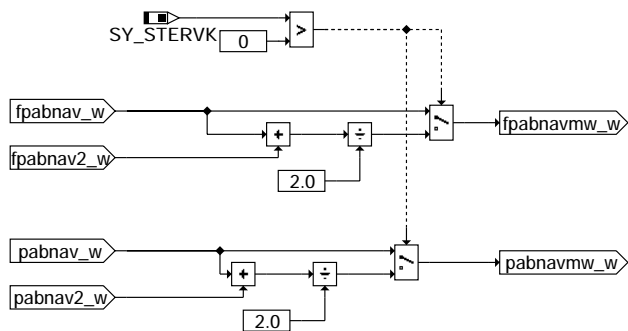 SY_STERVK
>
0
fpabnav_w
fpabnavmw_w
+
÷
fpabnav2_w
2.0
pabnav_w
pabnavmw_w
+
÷
pabnav2_w
2.0